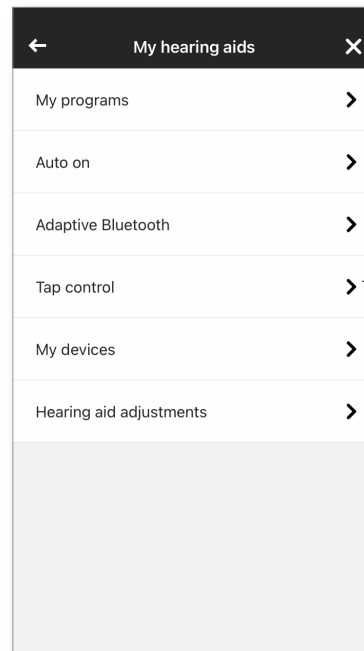 My hearing aids
My programs
Auto on
Adaptive Bluetooth
Tap control
My devices
Hearing aid adjustments